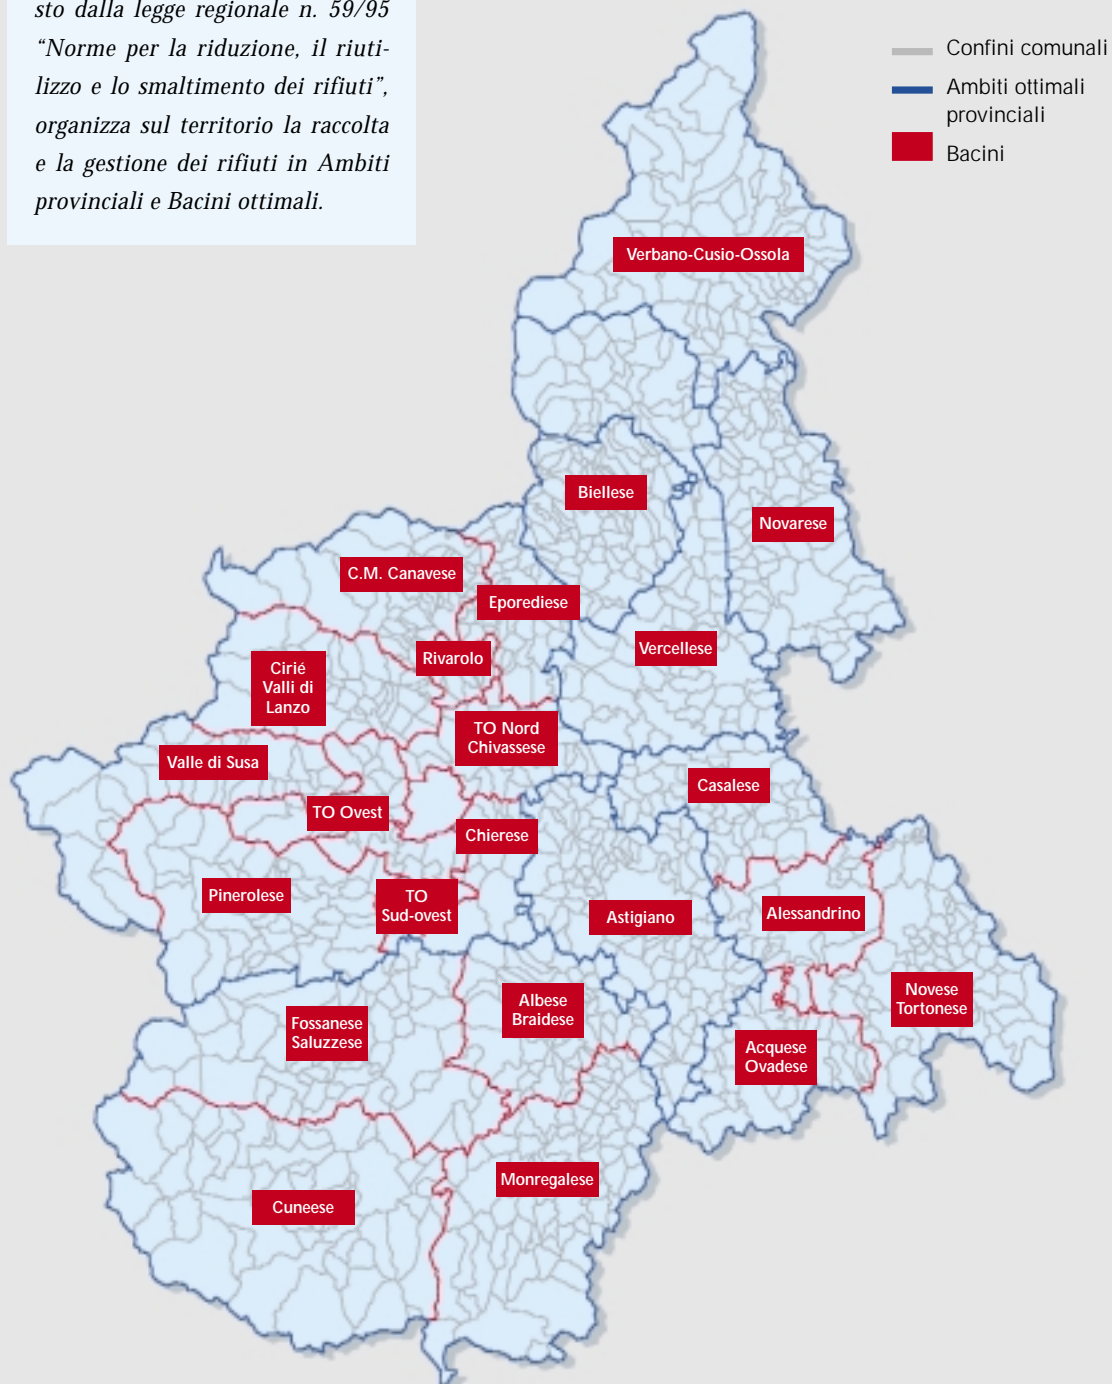 sto dalla legge regionale n. 59/95
“Norme per la riduzione, il riuti-
lizzo e lo smaltimento dei rifiuti”,
organizza sul territorio la raccolta
e la gestione dei rifiuti in Ambiti
provinciali e Bacini ottimali.
Confini comunali
Ambiti ottimali
provinciali
Bacini
Verbano-Cusio-Ossola
Biellese
Novarese
C.M. Canavese
Eporediese
Vercellese
Rivarolo
Cirié
Valli di
Lanzo
TO Nord
Chivassese
Valle di Susa
Casalese
TO Ovest
Chierese
Pinerolese
TO
Sud-ovest
Astigiano
Alessandrino
Novese
Tortonese
Albese
Braidese
Fossanese
Saluzzese
Acquese
Ovadese
Monregalese
Cuneese